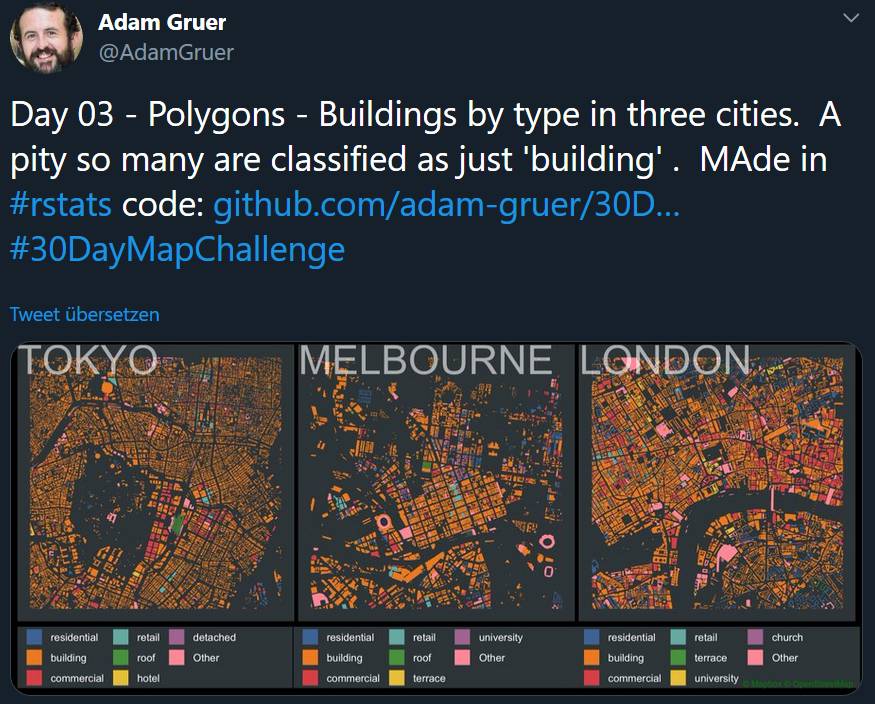 Adam Gruer
@AdamGruer
Day 03 - Polygons - Buildings by type in three cities.  A
pity so many are classified as just 'building' .  MAde in
#rstats code: github.com/adam-gruer/30D...
#30DayMapChallenge
Tweet übersetzen
TOKYO MELBOURNE LONDON
residential retail detached
building roof Other
commercial hotel
residential retail university
building roof Other
commercial terrace
residential retail church
building terrace Other
commercial university
© Mapbox © OpenStreetMap